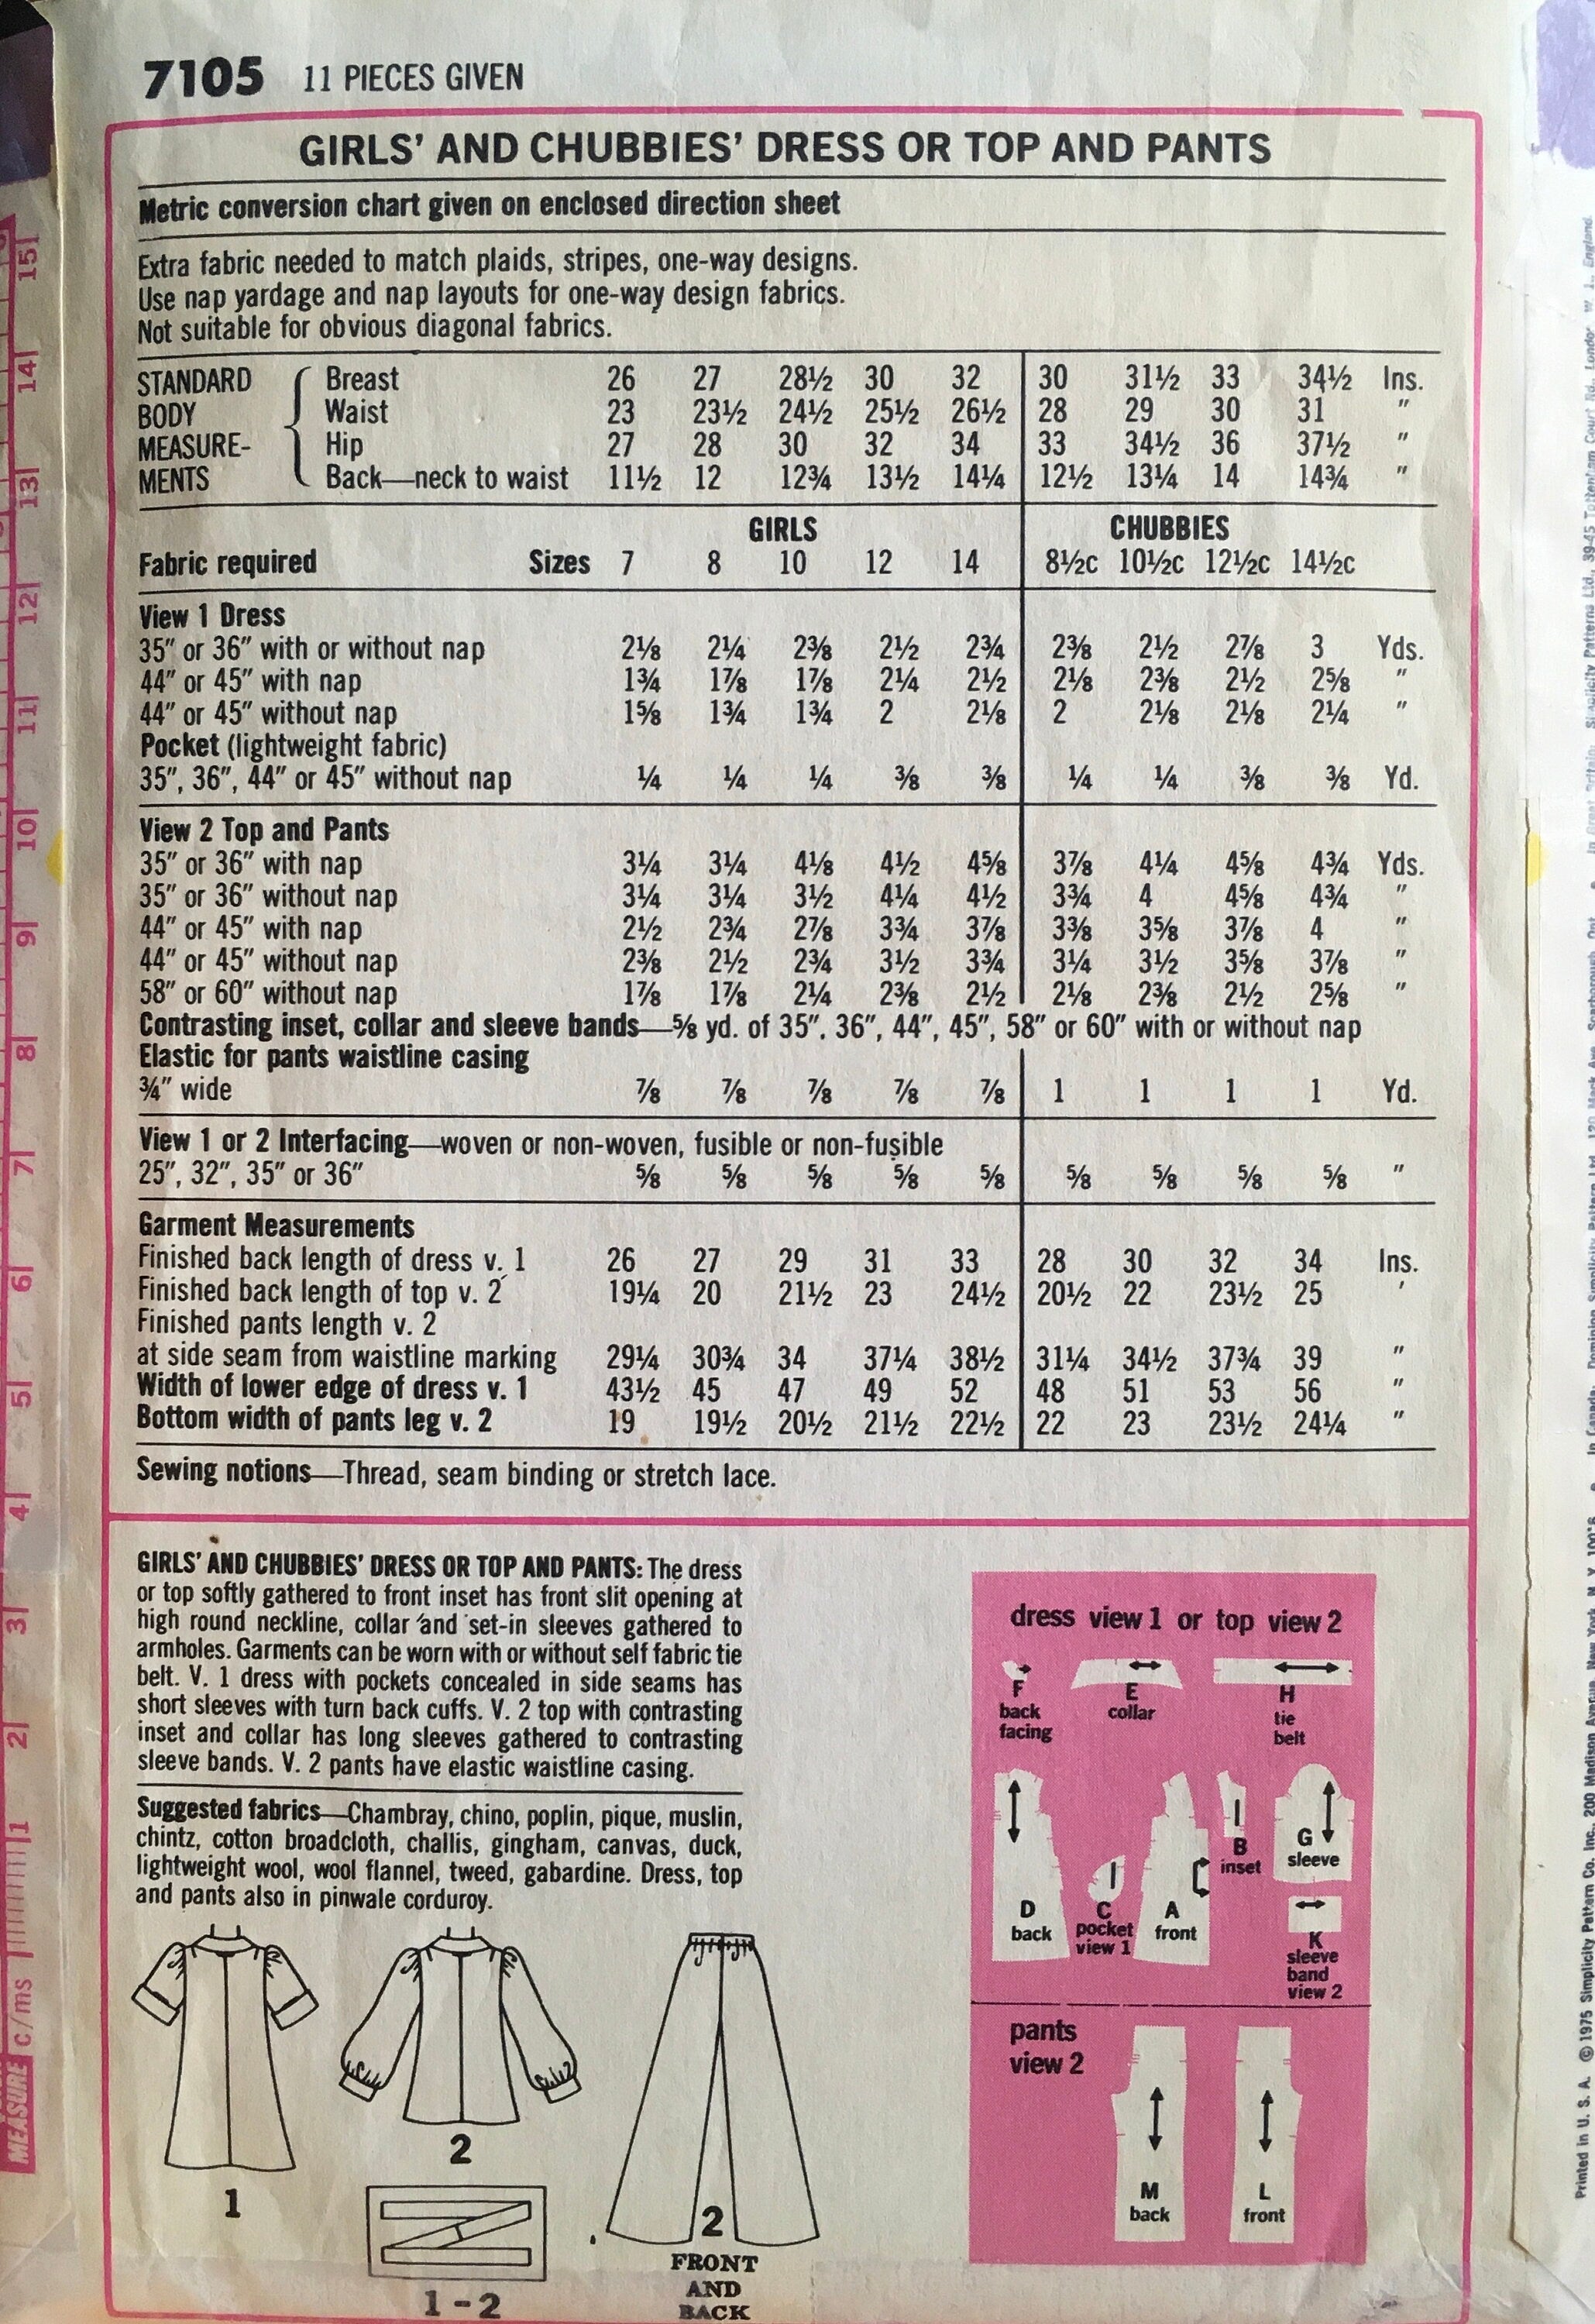 7105 11 PIECES GIVEN
GIRLS' AND CHUBBIES' DRESS OR TOP AND PANTS
Metric conversion chart given on enclosed direction sheet
Extra fabric needed to match plaids, stripes, one-way designs.
Use nap yardage and nap layouts for one-way design fabrics.
Not suitable for obvious diagonal fabrics.
STANDARD Breast 26 27 28½ 30 32 30 31½ 33 34½ Ins.
BODY Waist 23 23½ 24½ 25½ 26½ 28 29 30 31 "
MEASURE- Hip 27 28 30 32 34 33 34½ 36 37½ "
MENTS Back—neck to waist 11½ 12 12¾ 13½ 14¼ 12½ 13¼ 14 14¾ "
GIRLS CHUBBIES
Fabric required Sizes 7 8 10 12 14 8½c 10½c 12½c 14½c
View 1 Dress
35" or 36" with or without nap 2⅛ 2¼ 2⅜ 2½ 2¾ 2⅜ 2½ 2⅞ 3 Yds.
44" or 45" with nap 1¾ 1⅞ 1⅞ 2¼ 2½ 2⅛ 2⅜ 2½ 2⅝ "
44" or 45" without nap 1⅝ 1¾ 1¾ 2 2⅛ 2 2⅛ 2⅛ 2¼ "
Pocket (lightweight fabric)
35", 36", 44" or 45" without nap ¼ ¼ ¼ ⅜ ⅜ ¼ ¼ ⅜ ⅜ Yd.
View 2 Top and Pants
35" or 36" with nap 3¼ 3¼ 4⅛ 4½ 4⅝ 3⅞ 4¼ 4⅝ 4¾ Yds.
35" or 36" without nap 3¼ 3¼ 3½ 4¼ 4½ 3¾ 4 4⅝ 4¾ "
44" or 45" with nap 2½ 2¾ 2⅞ 3¾ 3⅞ 3⅜ 3⅝ 3⅞ 4 "
44" or 45" without nap 2⅜ 2½ 2¾ 3½ 3¾ 3¼ 3½ 3⅝ 3⅞ "
58" or 60" without nap 1⅞ 1⅞ 2¼ 2⅜ 2½ 2⅛ 2⅜ 2½ 2⅝ "
Contrasting inset, collar and sleeve bands—⅝ yd. of 35", 36", 44", 45", 58" or 60" with or without nap
Elastic for pants waistline casing
¾" wide ⅞ ⅞ ⅞ ⅞ ⅞ 1 1 1 1 Yd.
View 1 or 2 Interfacing—woven or non-woven, fusible or non-fusible
25", 32", 35" or 36" ⅝ ⅝ ⅝ ⅝ ⅝ ⅝ ⅝ ⅝ ⅝ "
Garment Measurements
Finished back length of dress v. 1 26 27 29 31 33 28 30 32 34 Ins.
Finished back length of top v. 2 19¼ 20 21½ 23 24½ 20½ 22 23½ 25 "
Finished pants length v. 2
at side seam from waistline marking 29¼ 30¾ 34 37¼ 38½ 31¼ 34½ 37¾ 39 "
Width of lower edge of dress v. 1 43½ 45 47 49 52 48 51 53 56 "
Bottom width of pants leg v. 2 19 19½ 20½ 21½ 22½ 22 23 23½ 24¼ "
Sewing notions—Thread, seam binding or stretch lace.
GIRLS' AND CHUBBIES' DRESS OR TOP AND PANTS: The dress
or top softly gathered to front inset has front slit opening at
high round neckline, collar and set-in sleeves gathered to
armholes. Garments can be worn with or without self fabric tie
belt. V. 1 dress with pockets concealed in side seams has
short sleeves with turn back cuffs. V. 2 top with contrasting
inset and collar has long sleeves gathered to contrasting
sleeve bands. V. 2 pants have elastic waistline casing.
Suggested fabrics—Chambray, chino, poplin, pique, muslin,
chintz, cotton broadcloth, challis, gingham, canvas, duck,
lightweight wool, wool flannel, tweed, gabardine. Dress, top
and pants also in pinwale corduroy.
1
2
1-2
2
FRONT
AND
BACK
dress view 1 or top view 2
F
back
facing
E
collar
H
tie
belt
D
back
C
pocket
view 1
A
front
B
inset
G
sleeve
K
sleeve
band
view 2
pants
view 2
M
back
L
front
15
14
13
12
11
10
9
8
7
6
5
4
3
2
1
MEASURE c/ms
Printed in U. S. A. © 1975 Simplicity Pattern Co. Inc., 200 Madison Avenue, New York, N. Y. 10016